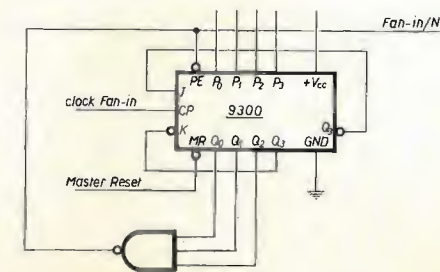 Fan-in/N
PE P0 P1 P2 P3 +Vcc
J
clock Fan-in CP 9300
K Q3
MR Q0 Q1 Q2 Q3 GND
Master Reset